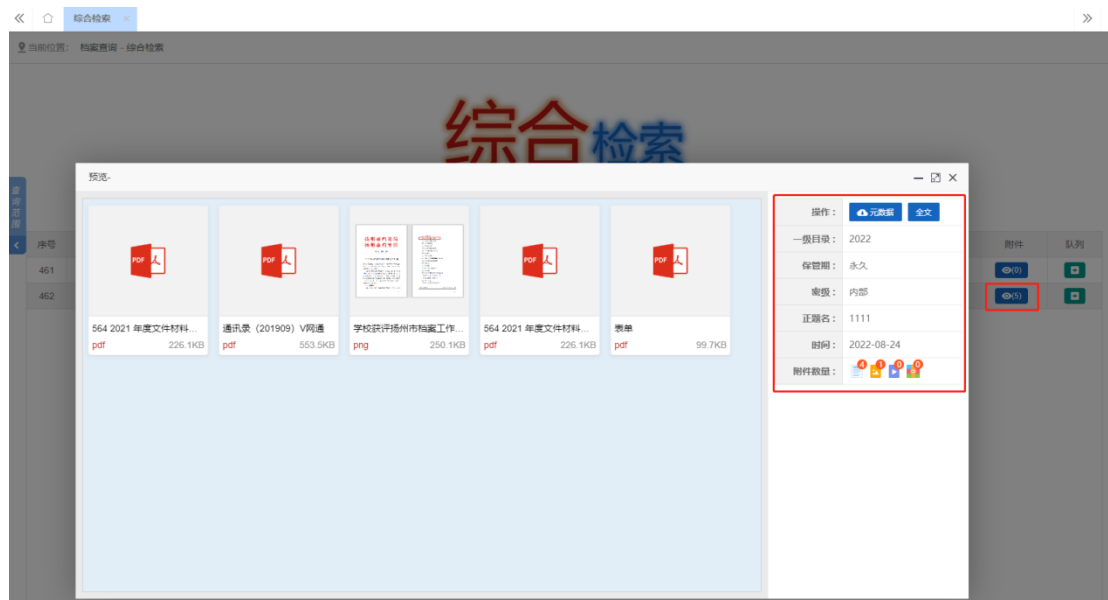 综合检索 ×
当前位置： 档案查询 - 综合检索
综合检索
查询范围
序号 附件 队列
461 (0)
462 (5)
预览-
PDF PDF PDF PDF
564 2021 年度文件材料... 通讯录（201909）V网通 学校获评扬州市档案工作... 564 2021 年度文件材料... 表单
pdf 226.1KB pdf 553.5KB png 250.1KB pdf 226.1KB pdf 99.7KB
操作： 元数据 全文
一级目录： 2022
保管期： 永久
密级： 内部
正题名： 1111
时间： 2022-08-24
附件数量： 4 1 0 0